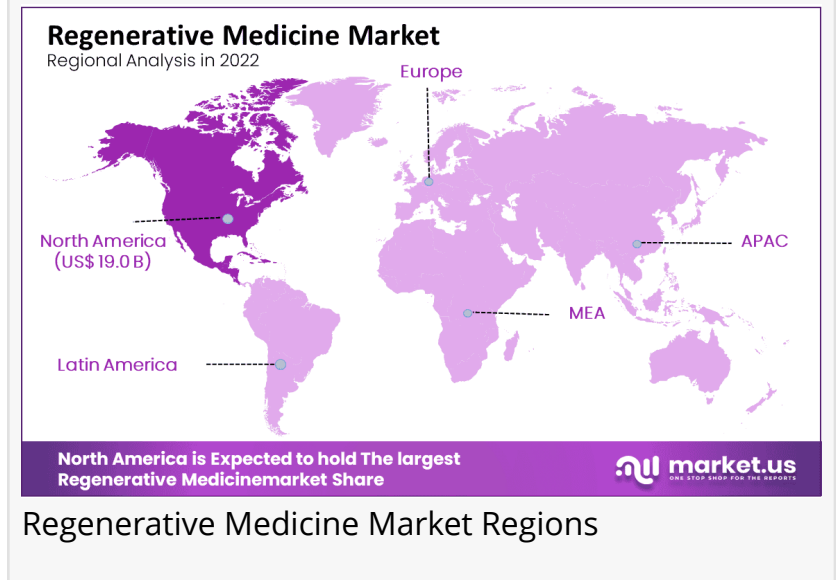 Regenerative Medicine Market
Regional Analysis in 2022
Europe
North America
(US$ 19.0 B)
APAC
MEA
Latin America
North America is Expected to hold The largest
Regenerative Medicinemarket Share
market.us
ONE STOP SHOP FOR THE REPORTS
Regenerative Medicine Market Regions